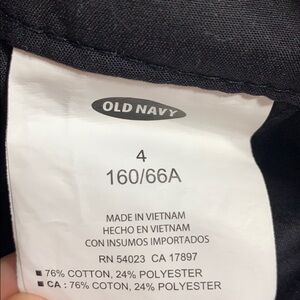 OLD NAVY
4
160/66A
MADE IN VIETNAM
HECHO EN VIETNAM
CON INSUMOS IMPORTADOS
RN 54023 CA 17897
■ 76% COTTON, 24% POLYESTER
■ CA : 76% COTON, 24% POLYESTER